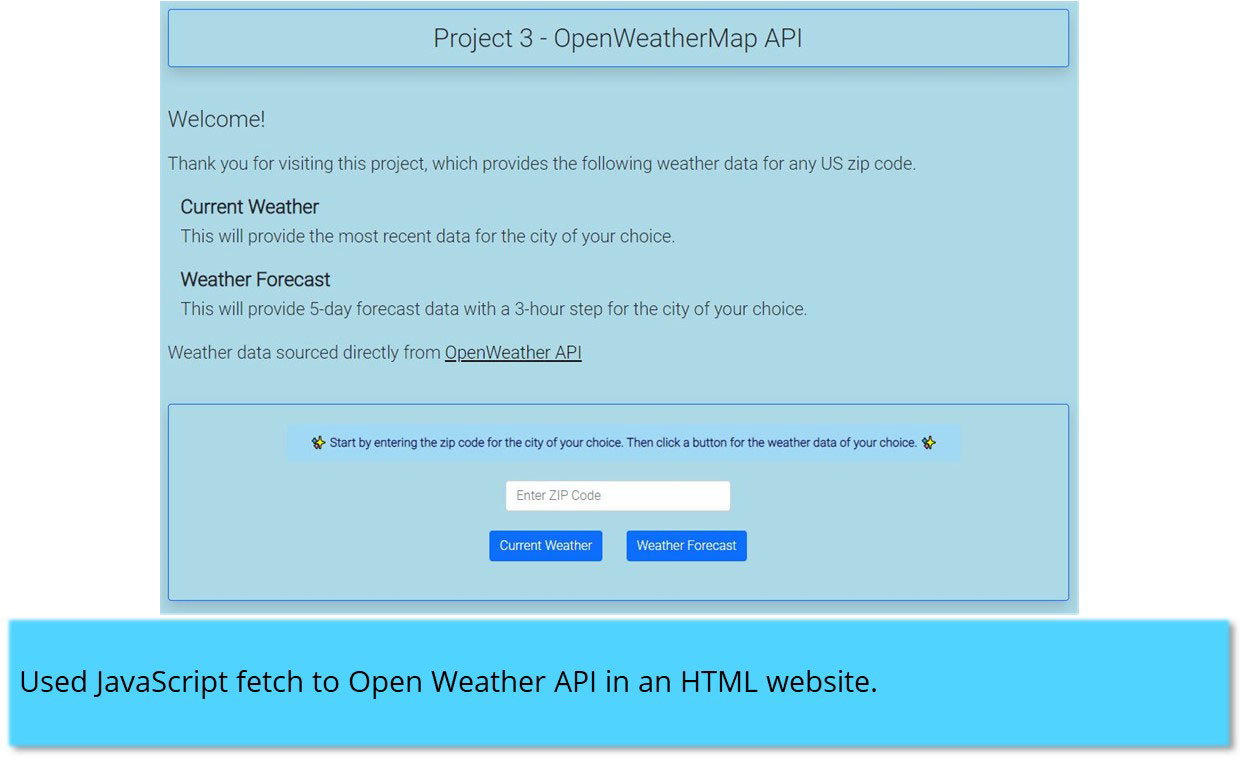 Project 3 - OpenWeatherMap API
Welcome!
Thank you for visiting this project, which provides the following weather data for any US zip code.
Current Weather
This will provide the most recent data for the city of your choice.
Weather Forecast
This will provide 5-day forecast data with a 3-hour step for the city of your choice.
Weather data sourced directly from OpenWeather API
✨ Start by entering the zip code for the city of your choice. Then click a button for the weather data of your choice. ✨
Enter ZIP Code
Current Weather Weather Forecast
Used JavaScript fetch to Open Weather API in an HTML website.